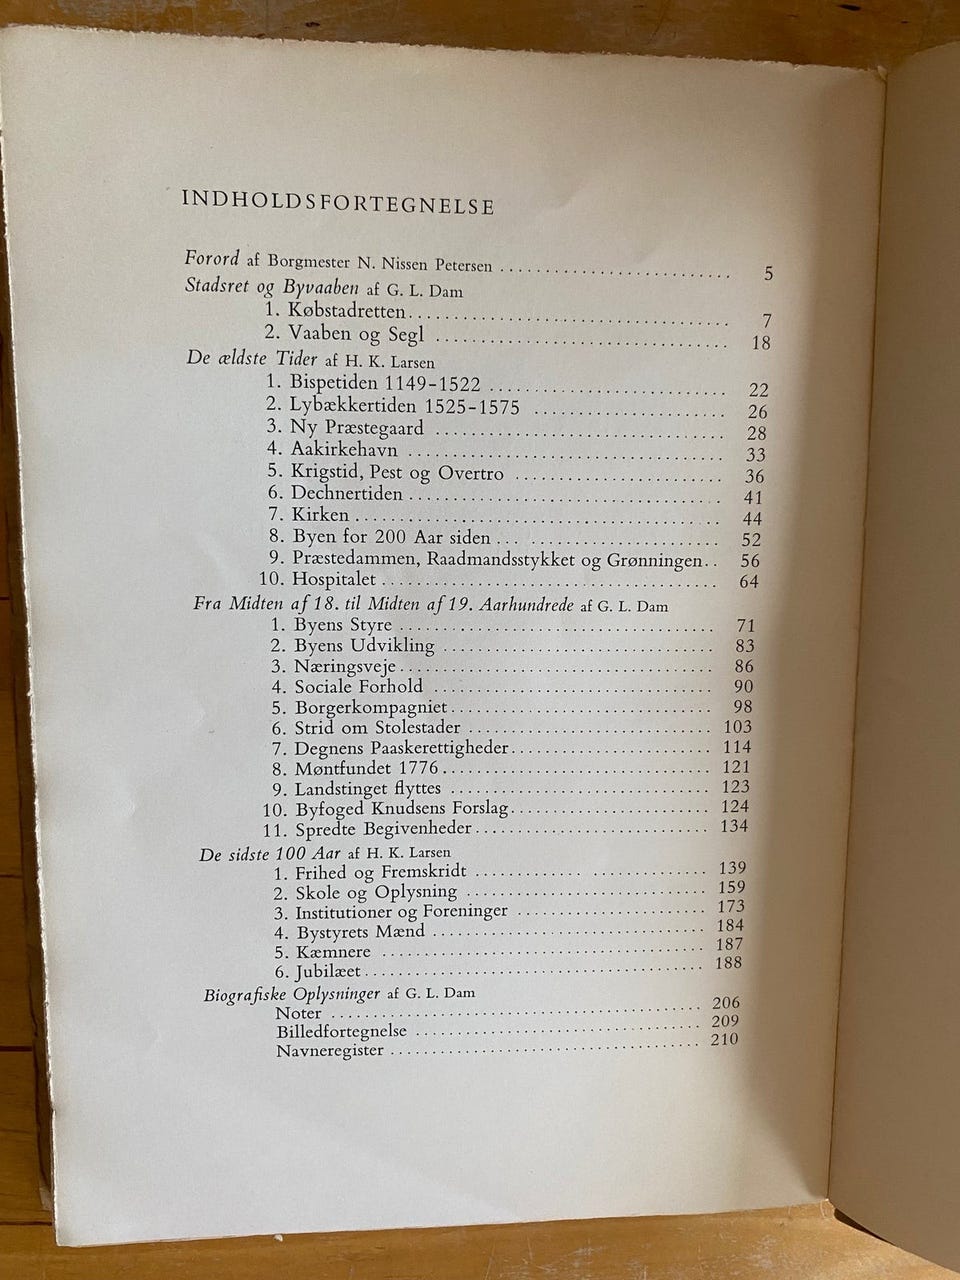 INDHOLDSFORTEGNELSE
Forord af Borgmester N. Nissen Petersen .......................... 5
Stadsret og Byvaaben af G. L. Dam
1. Købstadretten .................................... 7
2. Vaaben og Segl ................................. 18
De ældste Tider af H. K. Larsen
1. Bispetiden 1149-1522 ........................... 22
2. Lybækkertiden 1525-1575 ...................... 26
3. Ny Præstegaard ................................. 28
4. Aakirkehavn .................................... 33
5. Krigstid, Pest og Overtro ........................ 36
6. Dechnertiden .................................... 41
7. Kirken .......................................... 44
8. Byen for 200 Aar siden ... ..................... 52
9. Præstedammen, Raadmandsstykket og Grønningen.. 56
10. Hospitalet ...................................... 64
Fra Midten af 18. til Midten af 19. Aarhundrede af G. L. Dam
1. Byens Styre .................................... 71
2. Byens Udvikling ............................... 83
3. Næringsveje .................................... 86
4. Sociale Forhold ................................ 90
5. Borgerkompagniet .............................. 98
6. Strid om Stolestader ............................ 103
7. Degnens Paaskerettigheder ....................... 114
8. Møntfundet 1776 ............................... 121
9. Landstinget flyttes ............................... 123
10. Byfoged Knudsens Forslag ....................... 124
11. Spredte Begivenheder ........................... 134
De sidste 100 Aar af H. K. Larsen
1. Frihed og Fremskridt ........................... 139
2. Skole og Oplysning ............................ 159
3. Institutioner og Foreninger ...................... 173
4. Bystyrets Mænd ................................ 184
5. Kæmnere ...................................... 187
6. Jubilæet ........................................ 188
Biografiske Oplysninger af G. L. Dam
Noter .......................................... 206
Billedfortegnelse ................................. 209
Navneregister .................................... 210